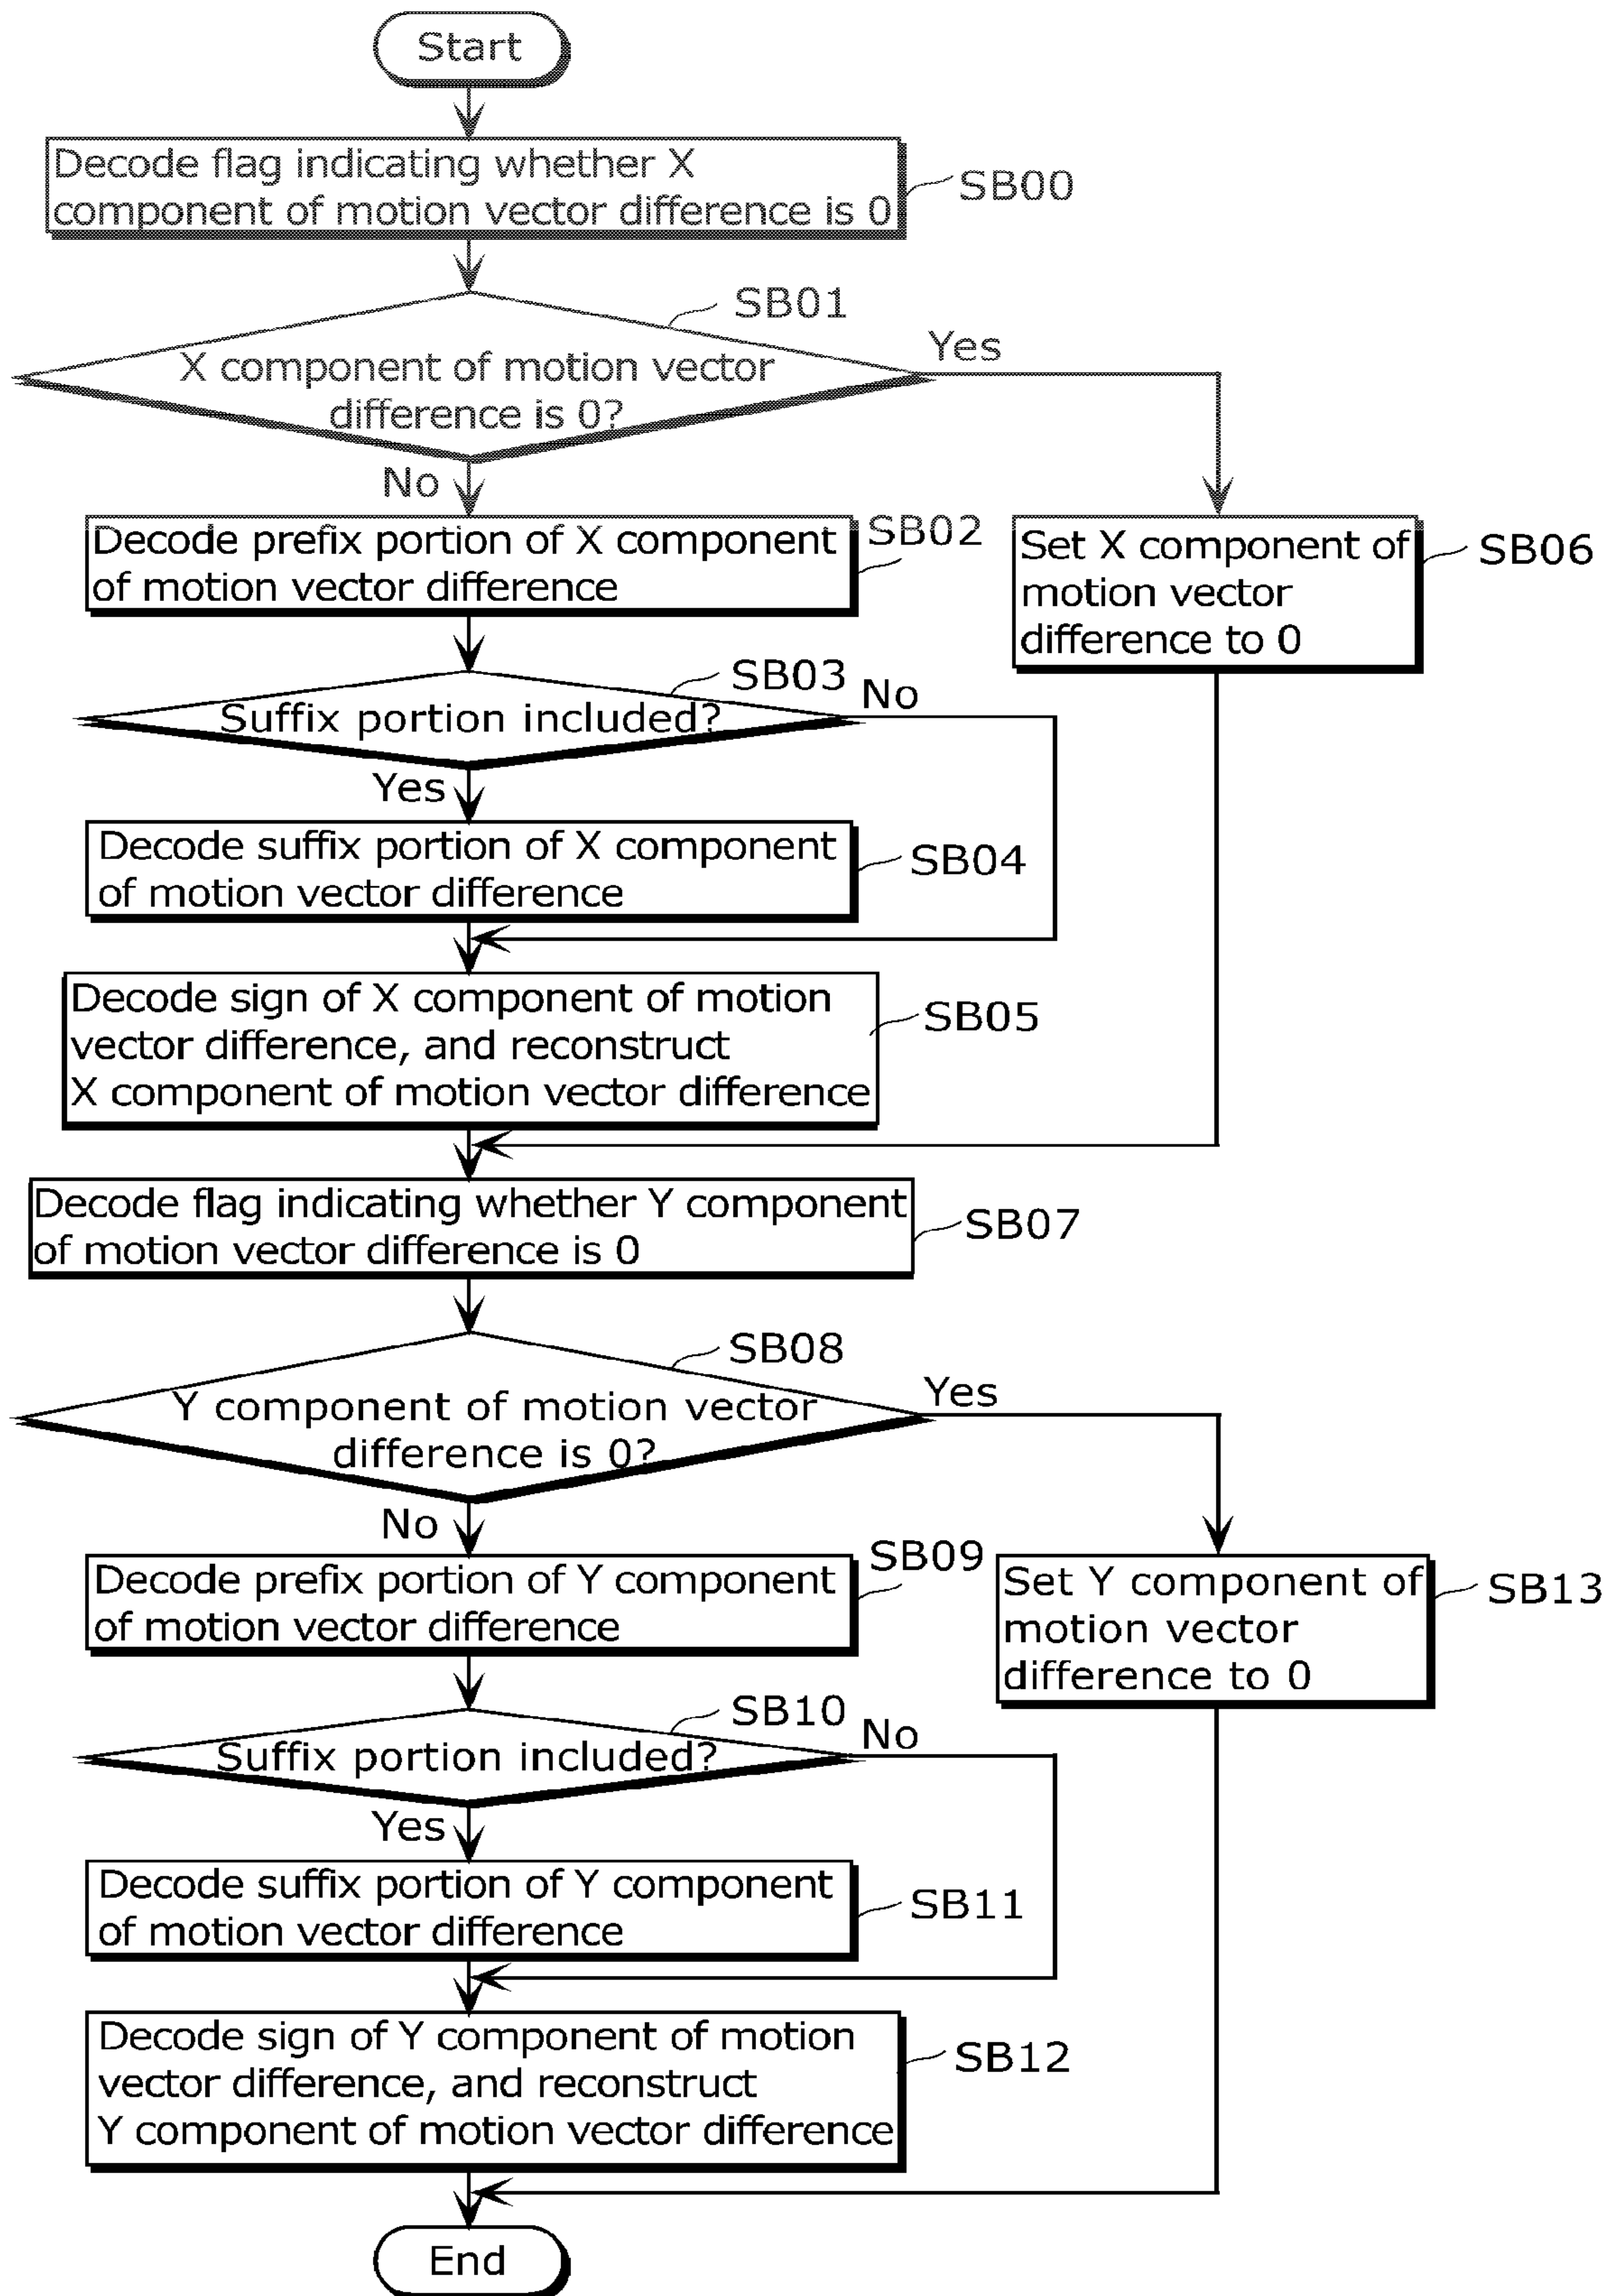 Start
Decode flag indicating whether X
component of motion vector difference is 0
SB00
SB01
X component of motion vector
difference is 0?
Yes
No
Decode prefix portion of X component
of motion vector difference
SB02
Set X component of
motion vector
difference to 0
SB06
SB03
Suffix portion included?
No
Yes
Decode suffix portion of X component
of motion vector difference
SB04
Decode sign of X component of motion
vector difference, and reconstruct
X component of motion vector difference
SB05
Decode flag indicating whether Y component
of motion vector difference is 0
SB07
SB08
Y component of motion vector
difference is 0?
Yes
No
Decode prefix portion of Y component
of motion vector difference
SB09
Set Y component of
motion vector
difference to 0
SB13
SB10
Suffix portion included?
No
Yes
Decode suffix portion of Y component
of motion vector difference
SB11
Decode sign of Y component of motion
vector difference, and reconstruct
Y component of motion vector difference
SB12
End